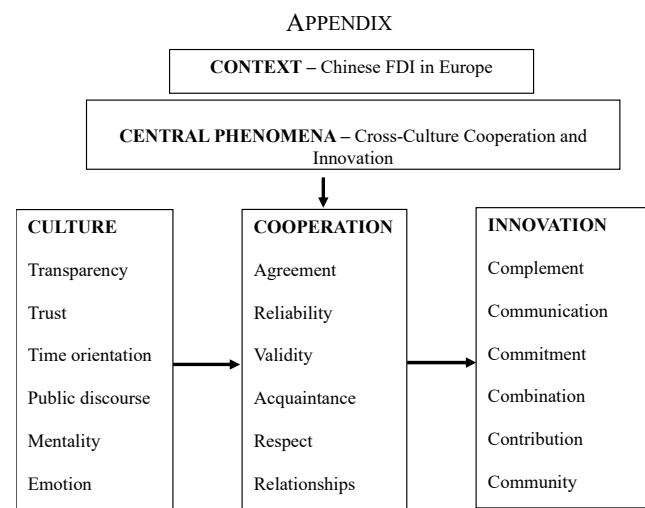 APPENDIX
CONTEXT – Chinese FDI in Europe
CENTRAL PHENOMENA – Cross-Culture Cooperation and
Innovation
CULTURE
Transparency
Trust
Time orientation
Public discourse
Mentality
Emotion
COOPERATION
Agreement
Reliability
Validity
Acquaintance
Respect
Relationships
INNOVATION
Complement
Communication
Commitment
Combination
Contribution
Community